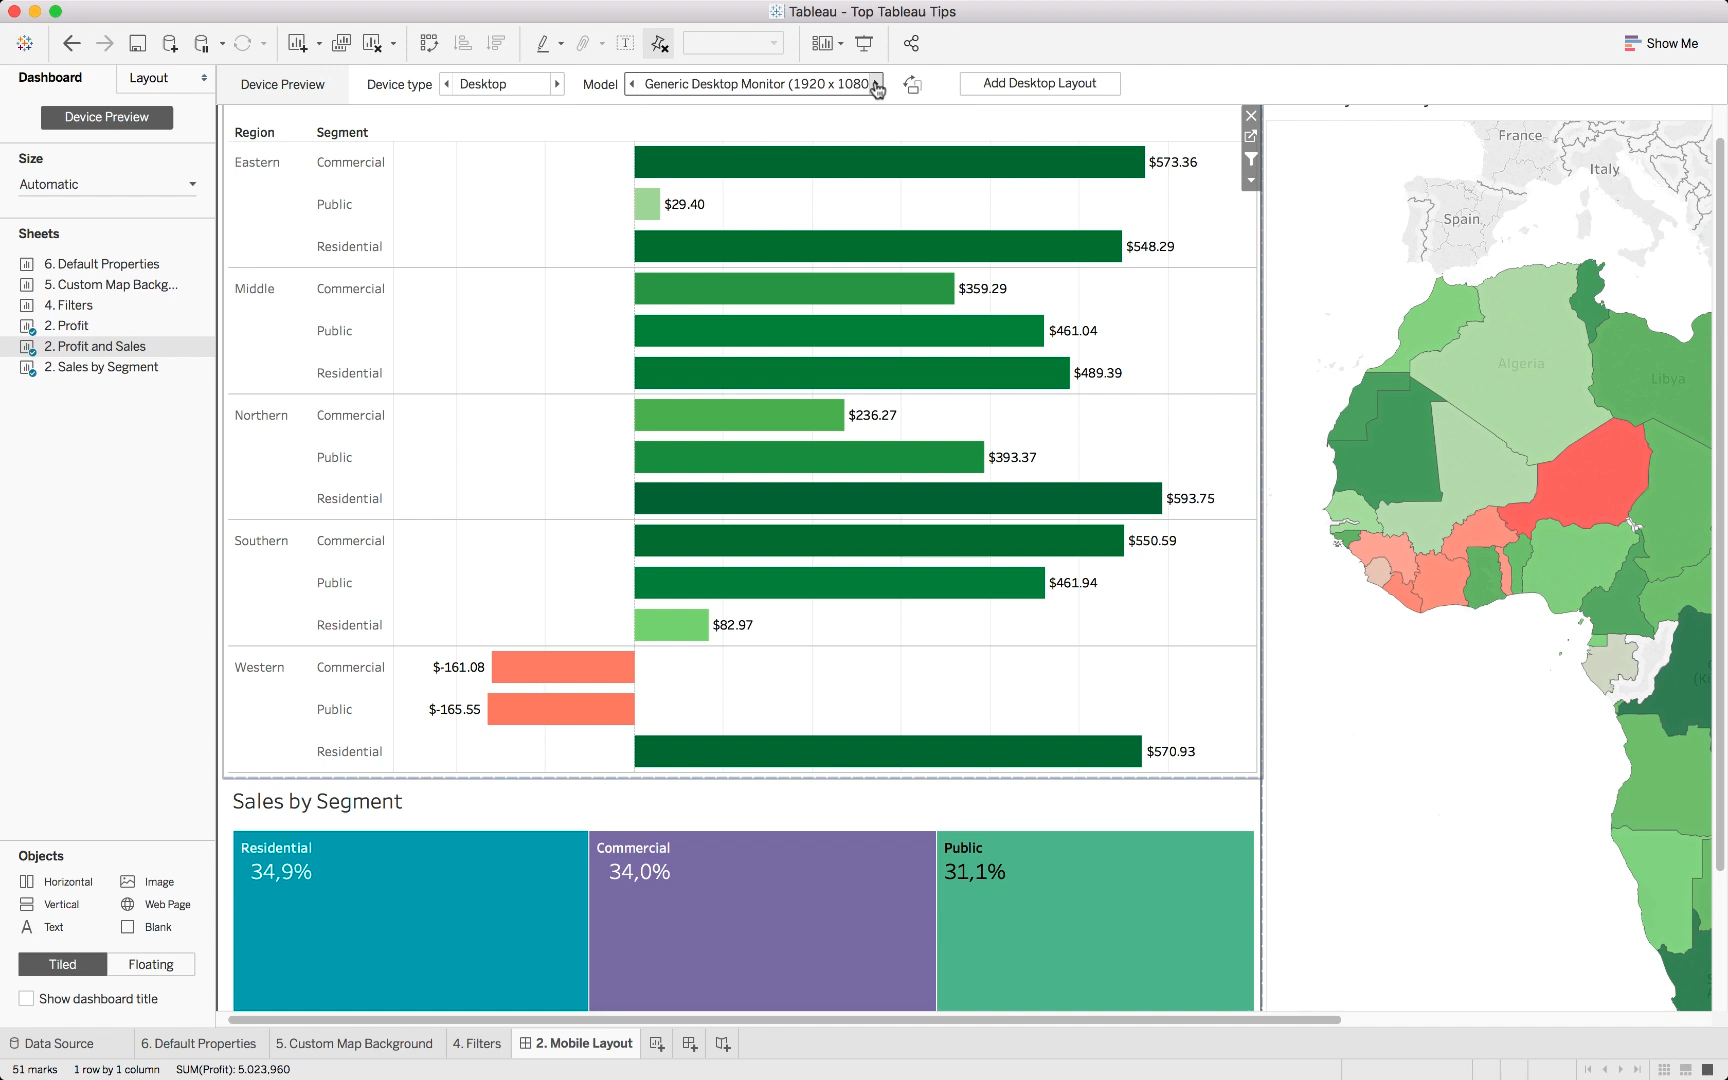 Tableau - Top Tableau Tips
Show Me
Dashboard
Layout
Device Preview
Device type
Desktop
Model
Generic Desktop Monitor (1920 x 1080
Add Desktop Layout
Device Preview
Size
Automatic
Sheets
6. Default Properties
5. Custom Map Backg...
4. Filters
2. Profit
2. Profit and Sales
2. Sales by Segment
Objects
Horizontal
Image
Vertical
Web Page
Text
Blank
Tiled
Floating
Show dashboard title
Region Segment
Eastern Commercial $573.36
Public $29.40
Residential $548.29
Middle Commercial $359.29
Public $461.04
Residential $489.39
Northern Commercial $236.27
Public $393.37
Residential $593.75
Southern Commercial $550.59
Public $461.94
Residential $82.97
Western Commercial $-161.08
Public $-165.55
Residential $570.93
Sales by Segment
Residential
34,9%
Commercial
34,0%
Public
31,1%
France
Italy
Spain
Algeria
Libya
Data Source
6. Default Properties
5. Custom Map Background
4. Filters
2. Mobile Layout
51 marks 1 row by 1 column SUM(Profit): 5.023,960